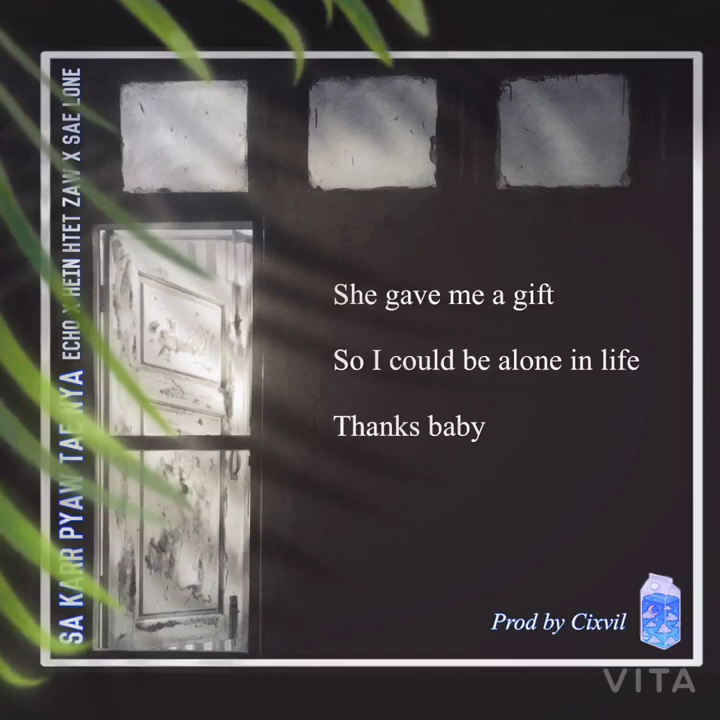 SA KARR PYAW TAE NYA ECHO X HEIN HTET ZAW X SAE LONE
She gave me a gift
So I could be alone in life
Thanks baby
Prod by Cixvil
VITA